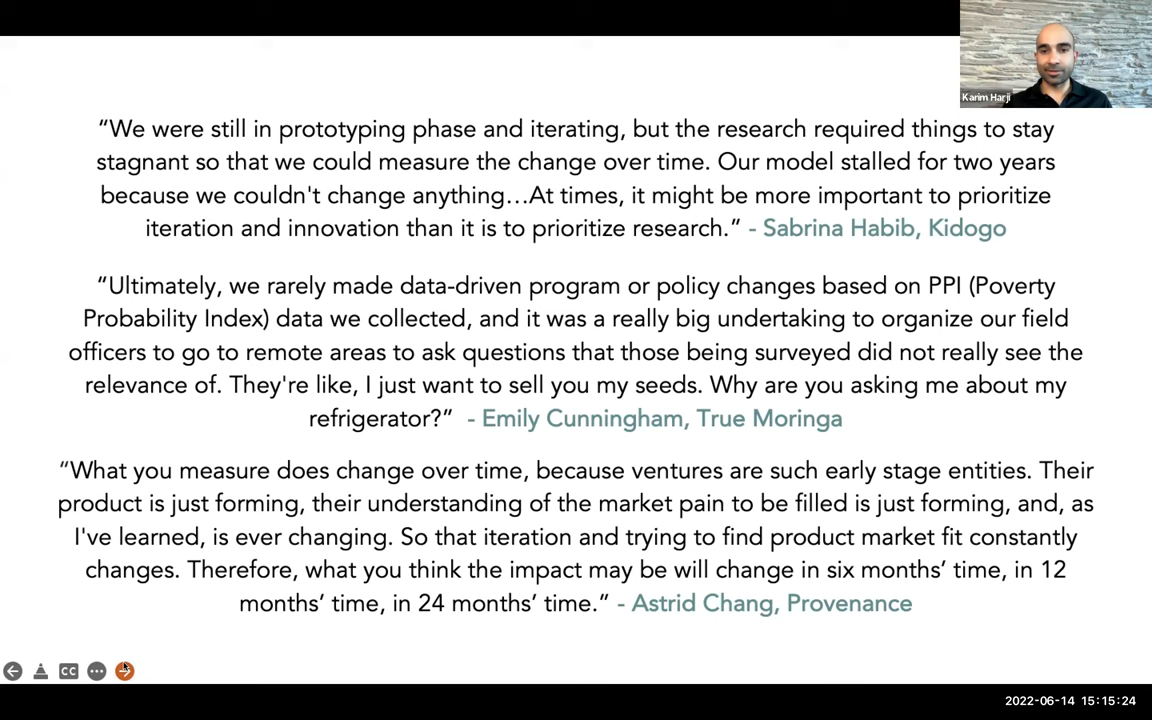 Karim Harji
“We were still in prototyping phase and iterating, but the research required things to stay
stagnant so that we could measure the change over time. Our model stalled for two years
because we couldn't change anything…At times, it might be more important to prioritize
iteration and innovation than it is to prioritize research.” - Sabrina Habib, Kidogo
“Ultimately, we rarely made data-driven program or policy changes based on PPI (Poverty
Probability Index) data we collected, and it was a really big undertaking to organize our field
officers to go to remote areas to ask questions that those being surveyed did not really see the
relevance of. They're like, I just want to sell you my seeds. Why are you asking me about my
refrigerator?” - Emily Cunningham, True Moringa
“What you measure does change over time, because ventures are such early stage entities. Their
product is just forming, their understanding of the market pain to be filled is just forming, and, as
I've learned, is ever changing. So that iteration and trying to find product market fit constantly
changes. Therefore, what you think the impact may be will change in six months’ time, in 12
months’ time, in 24 months’ time.” - Astrid Chang, Provenance
CC
2022-06-14 15:15:24